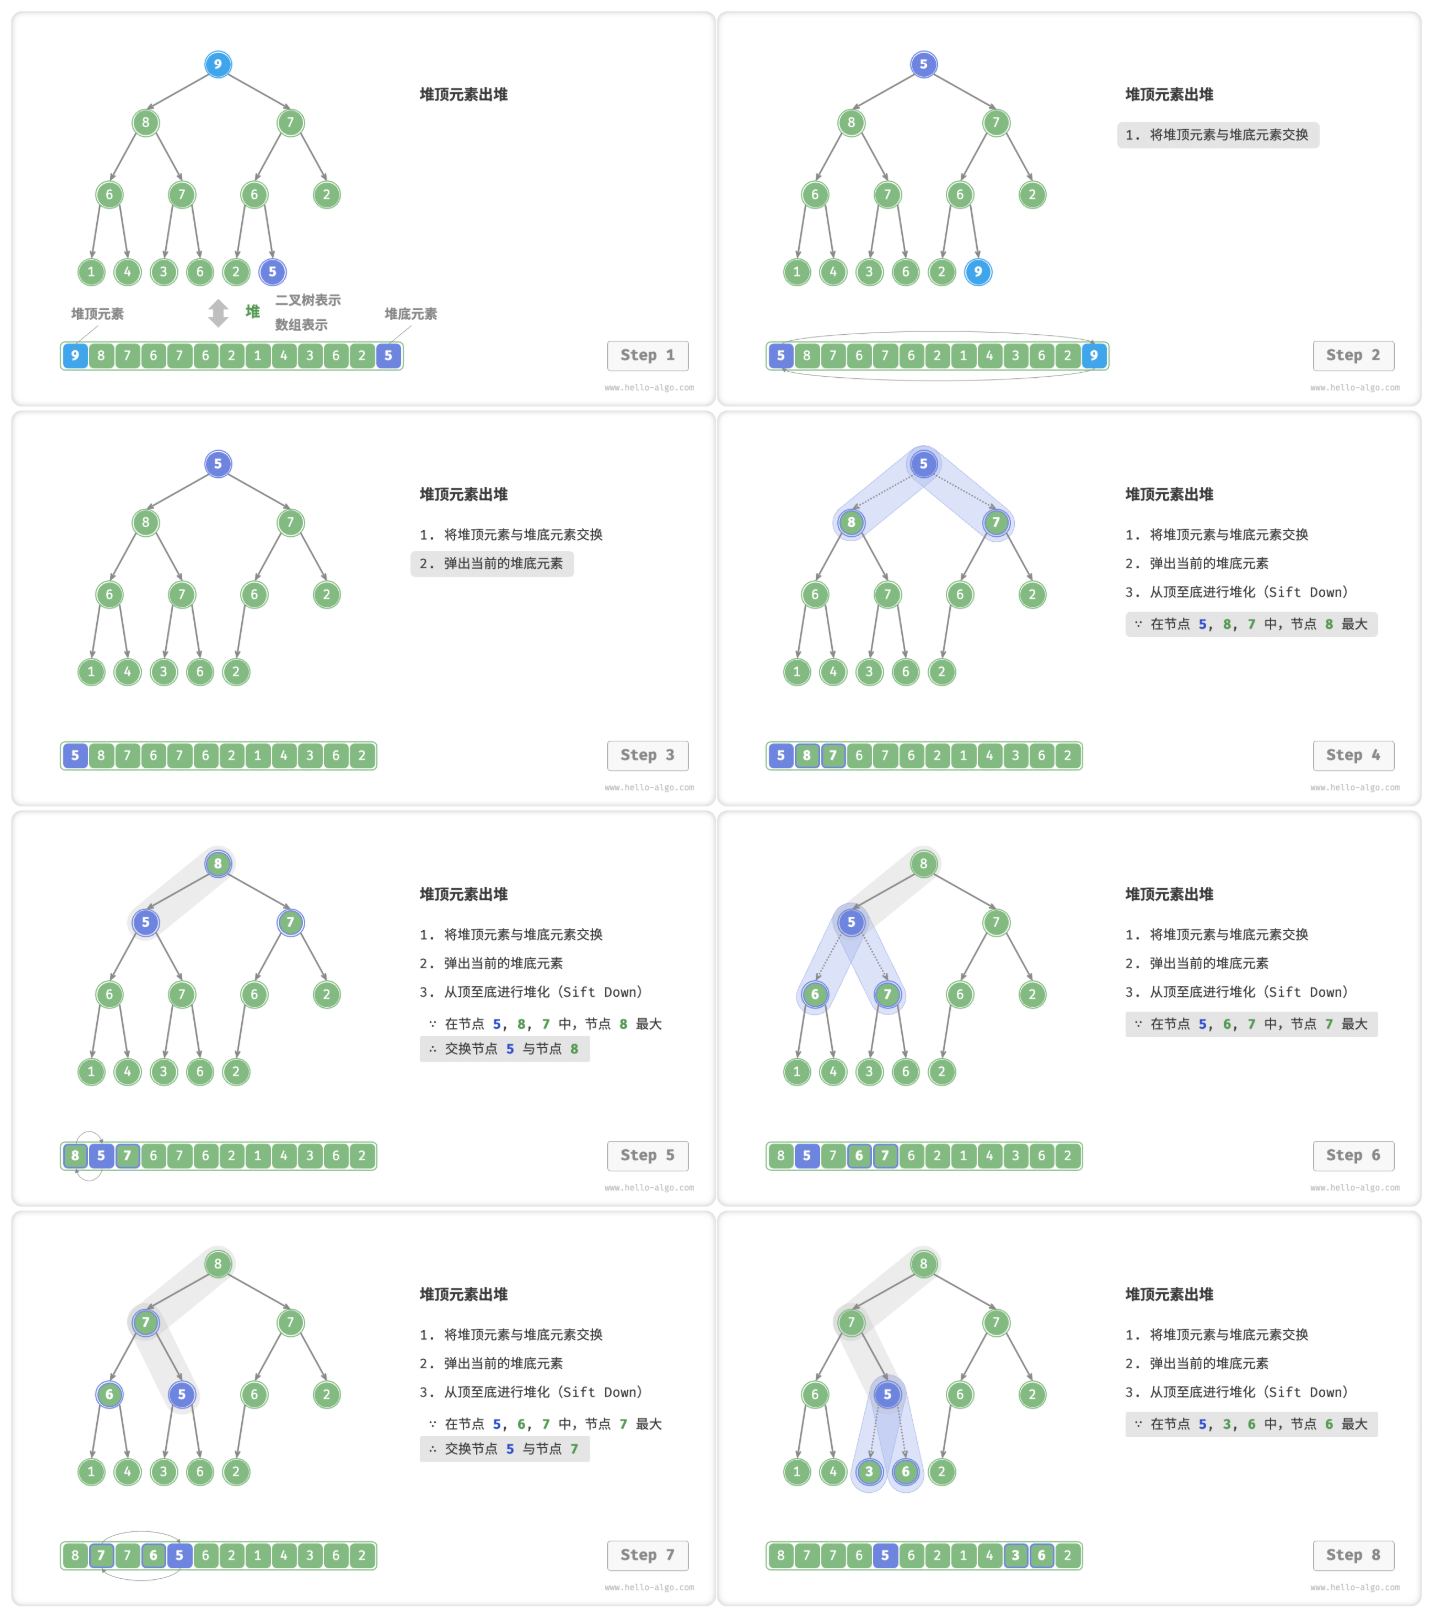 9
堆顶元素出堆
8 7
6 7 6 2
1 4 3 6 2 5
堆顶元素
堆
二叉树表示
数组表示
堆底元素
9 8 7 6 7 6 2 1 4 3 6 2 5
Step 1
www.hello-algo.com
5
堆顶元素出堆
1. 将堆顶元素与堆底元素交换
8 7
6 7 6 2
1 4 3 6 2 9
5 8 7 6 7 6 2 1 4 3 6 2 9
Step 2
www.hello-algo.com
5
堆顶元素出堆
8 7
1. 将堆顶元素与堆底元素交换
2. 弹出当前的堆底元素
6 7 6 2
1 4 3 6 2
5 8 7 6 7 6 2 1 4 3 6 2
Step 3
www.hello-algo.com
5
堆顶元素出堆
8 7
1. 将堆顶元素与堆底元素交换
2. 弹出当前的堆底元素
3. 从顶至底进行堆化（Sift Down）
6 7 6 2
∵ 在节点 5, 8, 7 中，节点 8 最大
1 4 3 6 2
5 8 7 6 7 6 2 1 4 3 6 2
Step 4
www.hello-algo.com
8
堆顶元素出堆
5 7
1. 将堆顶元素与堆底元素交换
2. 弹出当前的堆底元素
3. 从顶至底进行堆化（Sift Down）
6 7 6 2
∵ 在节点 5, 8, 7 中，节点 8 最大
∴ 交换节点 5 与节点 8
1 4 3 6 2
8 5 7 6 7 6 2 1 4 3 6 2
Step 5
www.hello-algo.com
8
堆顶元素出堆
5 7
1. 将堆顶元素与堆底元素交换
2. 弹出当前的堆底元素
3. 从顶至底进行堆化（Sift Down）
6 7 6 2
∵ 在节点 5, 6, 7 中，节点 7 最大
1 4 3 6 2
8 5 7 6 7 6 2 1 4 3 6 2
Step 6
www.hello-algo.com
8
堆顶元素出堆
7 7
1. 将堆顶元素与堆底元素交换
2. 弹出当前的堆底元素
3. 从顶至底进行堆化（Sift Down）
6 5 6 2
∵ 在节点 5, 6, 7 中，节点 7 最大
∴ 交换节点 5 与节点 7
1 4 3 6 2
8 7 7 6 5 6 2 1 4 3 6 2
Step 7
www.hello-algo.com
8
堆顶元素出堆
7 7
1. 将堆顶元素与堆底元素交换
2. 弹出当前的堆底元素
3. 从顶至底进行堆化（Sift Down）
6 5 6 2
∵ 在节点 5, 3, 6 中，节点 6 最大
1 4 3 6 2
8 7 7 6 5 6 2 1 4 3 6 2
Step 8
www.hello-algo.com